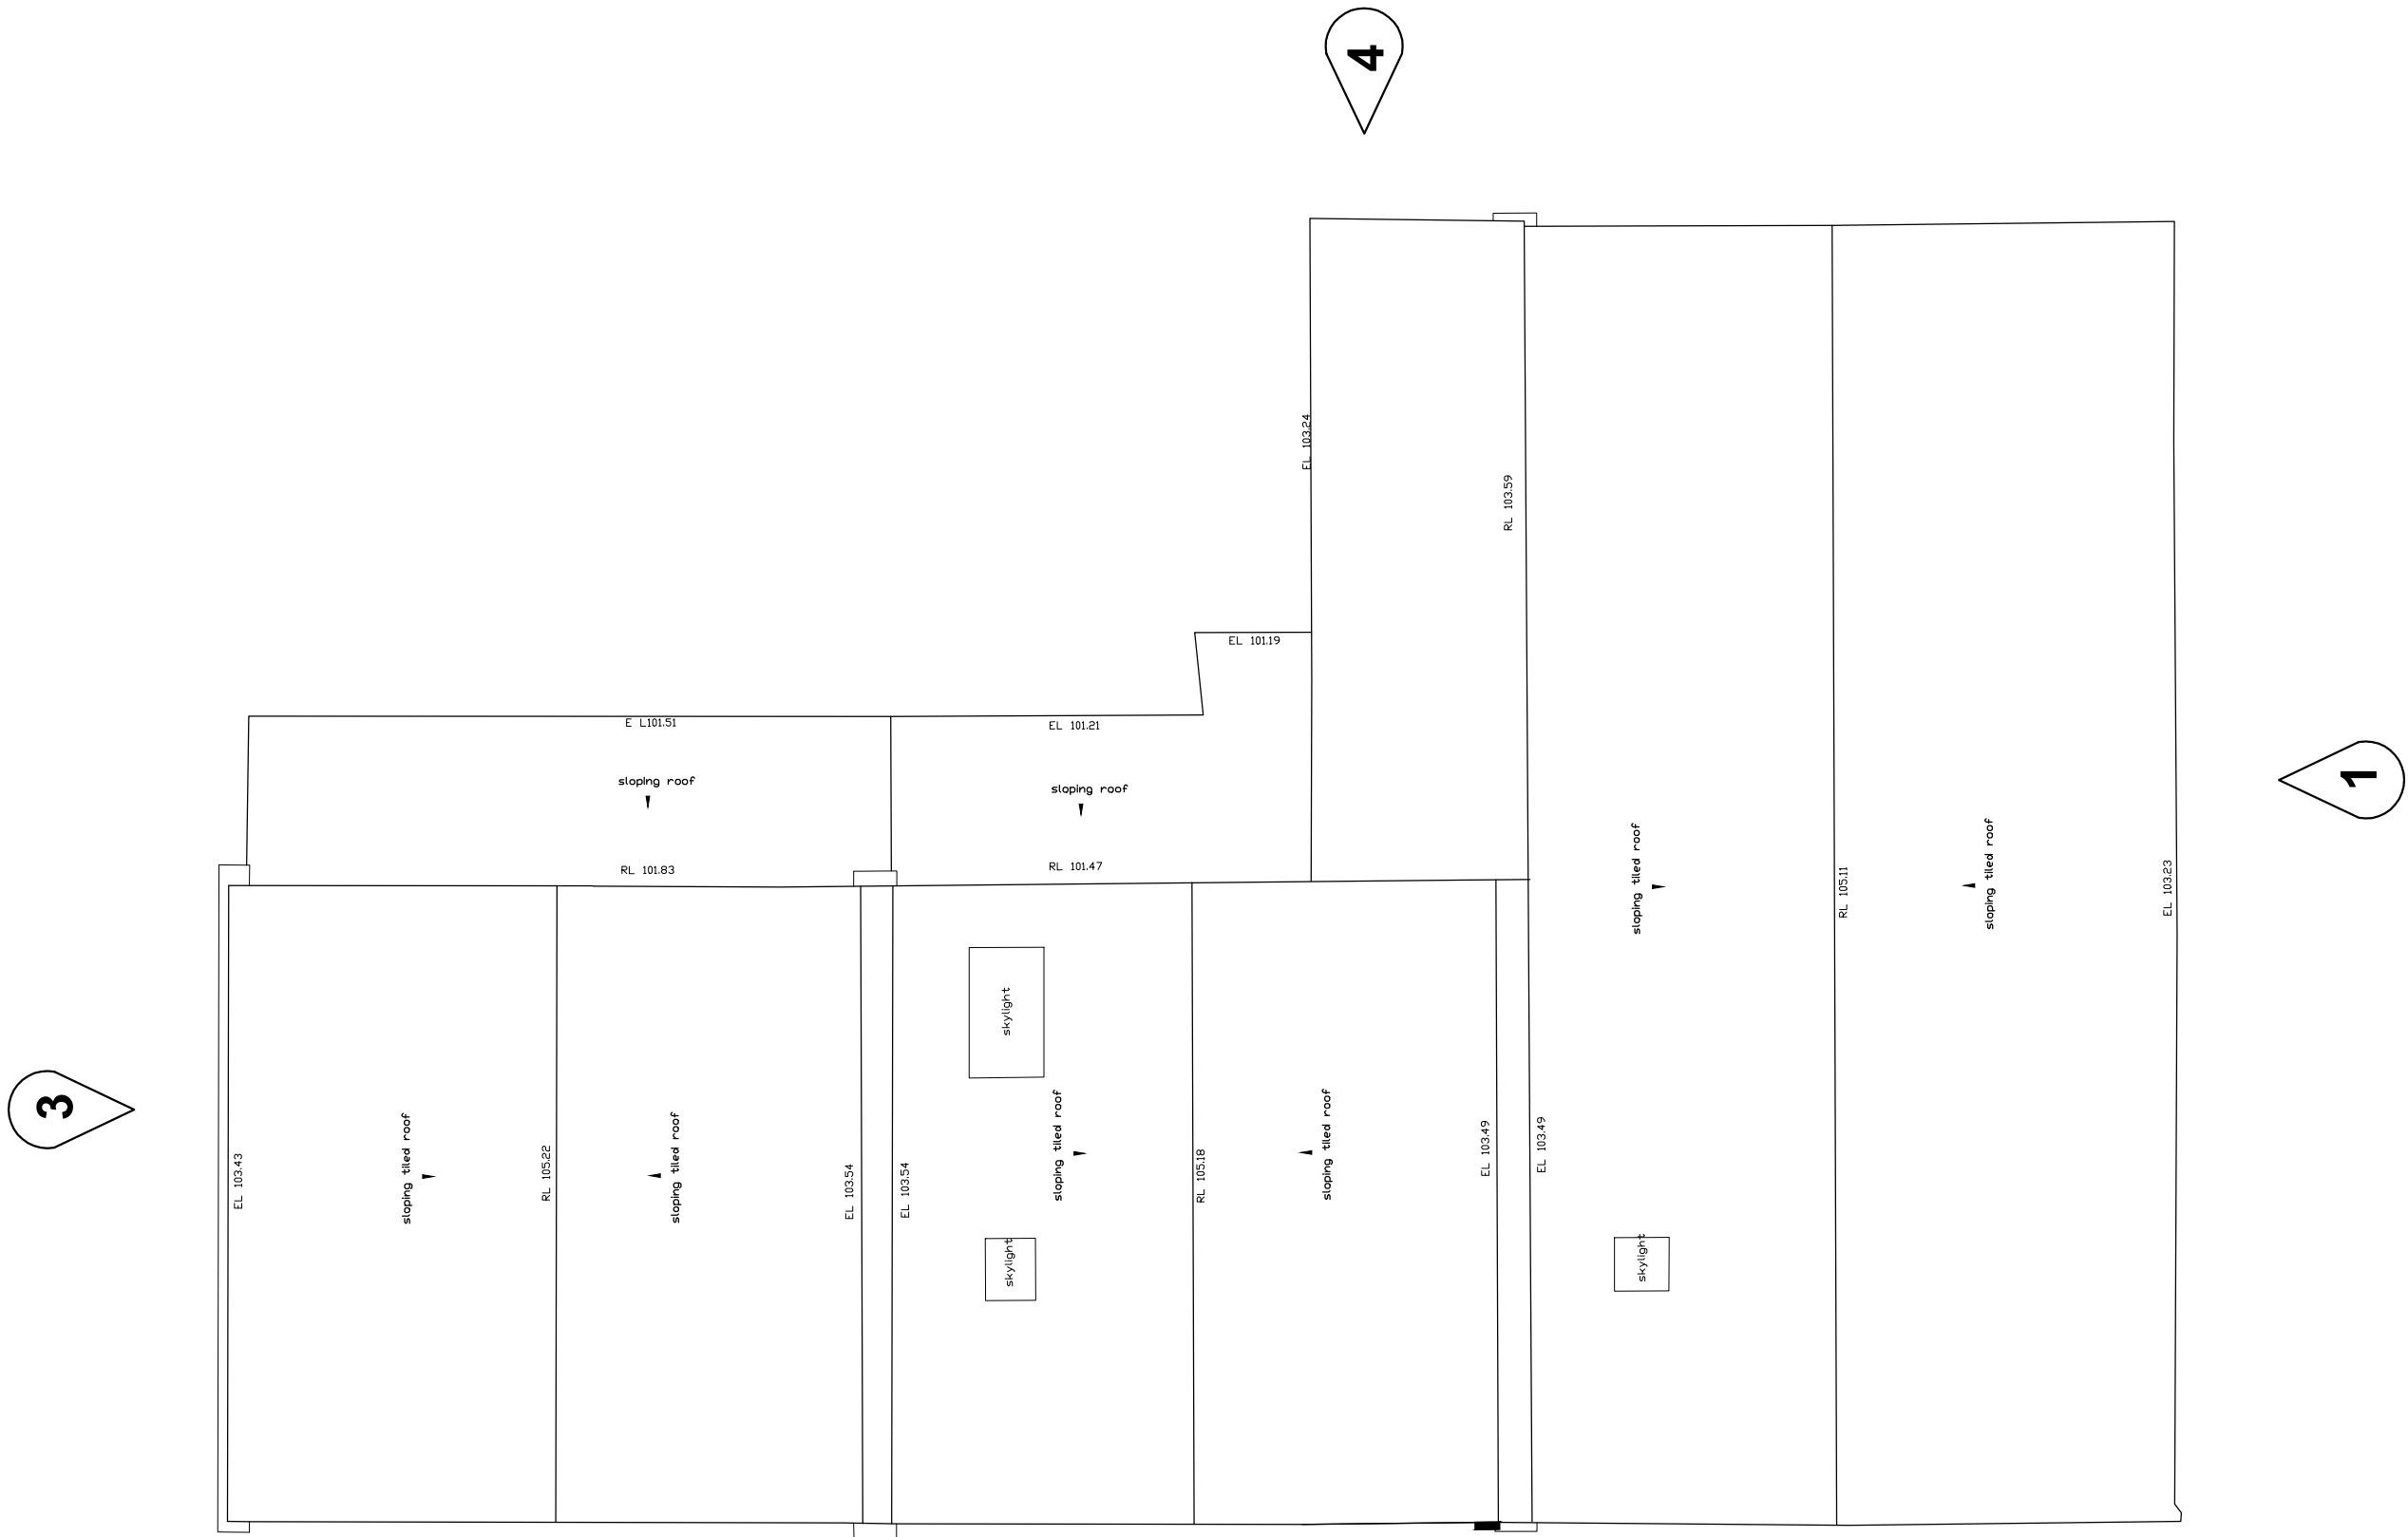 4
EL 103.24
RL 103.59
EL 101.19
E L101.51
EL 101.21
sloping roof
sloping roof
1
RL 101.83
RL 101.47
sloping tiled roof
RL 105.11
sloping tiled roof
EL 103.23
skylight
3
EL 103.43
sloping tiled roof
RL 105.22
sloping tiled roof
EL 103.54
EL 103.54
sloping tiled roof
RL 105.18
sloping tiled roof
EL 103.49
EL 103.49
skylight
skylight